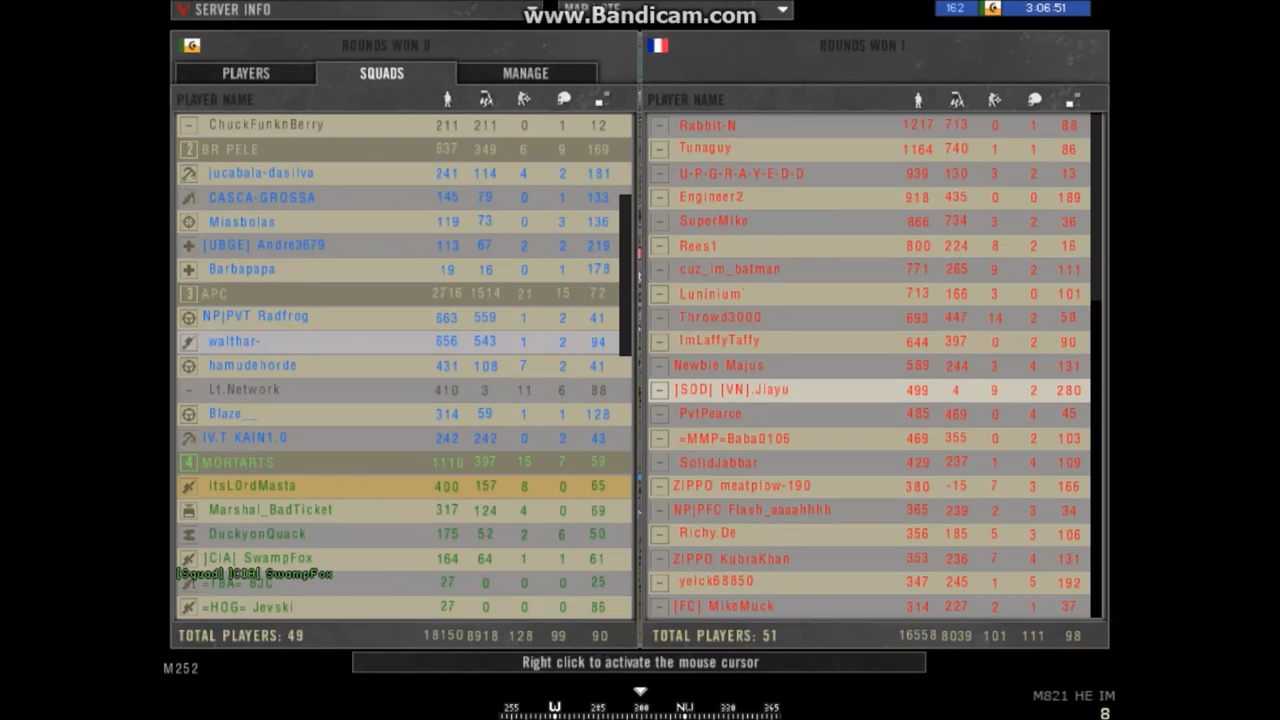 SERVER INFO
www.Bandicam.com
162 3:06:51
ROUNDS WON 0
PLAYERS SQUADS MANAGE
PLAYER NAME
- ChuckFunknBerry 211 211 0 1 12
2 BR PELE 637 349 6 9 169
jucabala-dasilva 241 114 4 2 181
CASCA-GROSSA 145 79 0 1 133
Miasbolas 119 73 0 3 136
[UBGE] Andre3679 113 67 2 2 219
Barbapapa 19 16 0 1 178
3 APC 2716 1514 21 15 72
NP|PVT Radfrog 663 559 1 2 41
walthar- 656 543 1 2 94
hamudehorde 431 108 7 2 41
- Lt.Network 410 3 11 6 88
Blaze__ 314 59 1 1 128
IV.T KAIN1.0 242 242 0 2 43
4 MORTARTS 1110 397 15 7 59
ItsL0rdMasta 400 157 8 0 65
Marshal_BadTicket 317 124 4 0 69
DuckyonQuack 175 52 2 6 50
]CIA[ SwampFox 164 64 1 1 61
[Squad] ]CIA[ SwampFox
=TBA= BJC 27 0 0 0 25
=HOG= Jevski 27 0 0 0 86
TOTAL PLAYERS: 49 18150 8918 128 99 90
ROUNDS WON 1
PLAYER NAME
- Rabbit-N 1217 713 0 1 88
- Tunaguy 1164 740 1 1 86
- U-P-G-R-A-Y-E-D-D 939 130 3 2 13
- Engineer2 918 435 0 0 189
- SuperMike 866 734 3 2 36
- Rees1 800 224 8 2 16
- cuz_im_batman 771 265 9 2 111
- Luninium' 713 166 3 0 101
- Throwd3000 693 447 14 2 58
- ImLaffyTaffy 644 397 0 2 90
- Newbie Majus 589 244 3 4 131
- ]SOD[ [VN].Jiayu 499 4 9 2 280
- PvtPearce 485 469 0 4 45
- =MMP=Baba0106 469 355 0 2 103
- SolidJabbar 429 237 1 4 109
- ZIPPO meatplow-190 380 -15 7 3 166
- NP|PFC Flash_aaaahhhh 365 239 2 3 34
- Richy.De 356 185 5 3 106
- ZIPPO KubraKhan 353 236 7 4 131
- yeick68850 347 245 1 5 192
- [FC] MikeMuck 314 227 2 1 37
TOTAL PLAYERS: 51 16558 8039 101 111 98
Right click to activate the mouse cursor
M252
M821 HE IM
8
255 W 285 300 NW 330 345